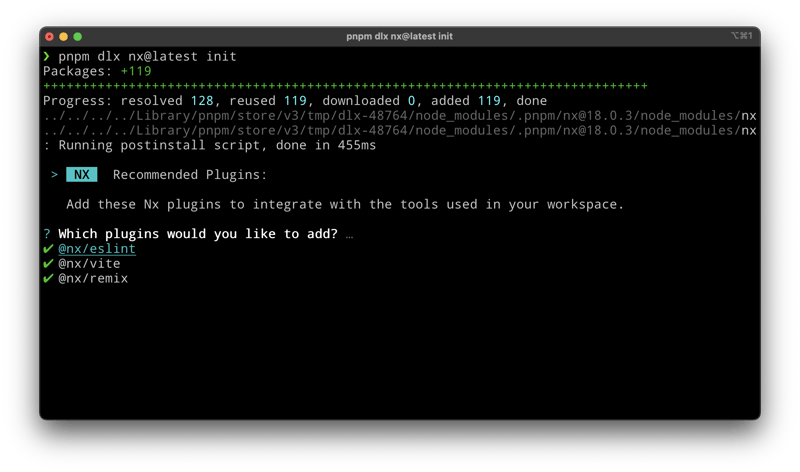 pnpm dlx nx@latest init
⌥⌘1
❯ pnpm dlx nx@latest init
Packages: +119
++++++++++++++++++++++++++++++++++++++++++++++++++++++++++++++++++++++++++++++
Progress: resolved 128, reused 119, downloaded 0, added 119, done
../../../../Library/pnpm/store/v3/tmp/dlx-48764/node_modules/.pnpm/nx@18.0.3/node_modules/nx
../../../../Library/pnpm/store/v3/tmp/dlx-48764/node_modules/.pnpm/nx@18.0.3/node_modules/nx
: Running postinstall script, done in 455ms
> NX Recommended Plugins:
Add these Nx plugins to integrate with the tools used in your workspace.
? Which plugins would you like to add? …
✔ @nx/eslint
✔ @nx/vite
✔ @nx/remix